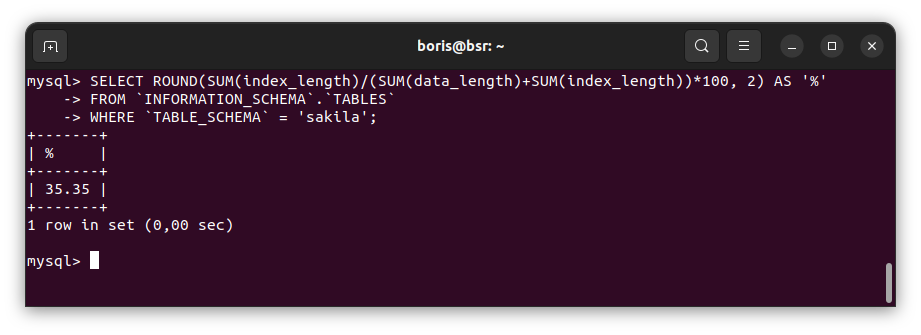 boris@bsr: ~
mysql> SELECT ROUND(SUM(index_length)/(SUM(data_length)+SUM(index_length))*100, 2) AS '%'
    -> FROM `INFORMATION_SCHEMA`.`TABLES`
    -> WHERE `TABLE_SCHEMA` = 'sakila';
+-------+
| %     |
+-------+
| 35.35 |
+-------+
1 row in set (0,00 sec)
mysql>